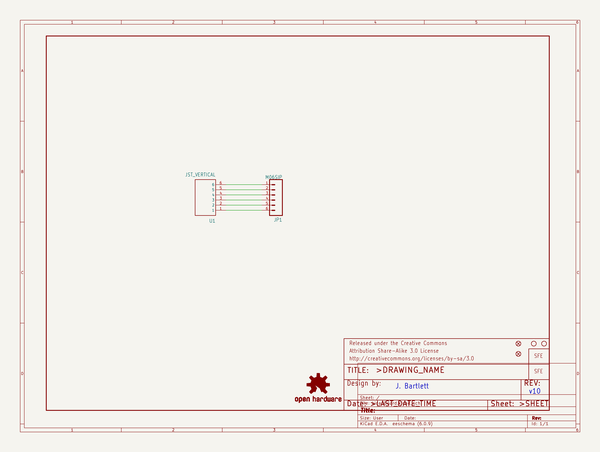 JST_VERTICAL
U1
M06SIP
JP1
Released under the Creative Commons
Attribution Share-Alike 3.0 License
http://creativecommons.org/licenses/by-sa/3.0
SFE
TITLE: >DRAWING_NAME
SFE
Design by: J. Bartlett
REV:
v10
open hardware
Sheet: /
Date: >LAST_DATE_TIME
Sheet: >SHEET
Title:
Size: User Date: Rev:
KiCad E.D.A. eeschema (6.0.9) Id: 1/1